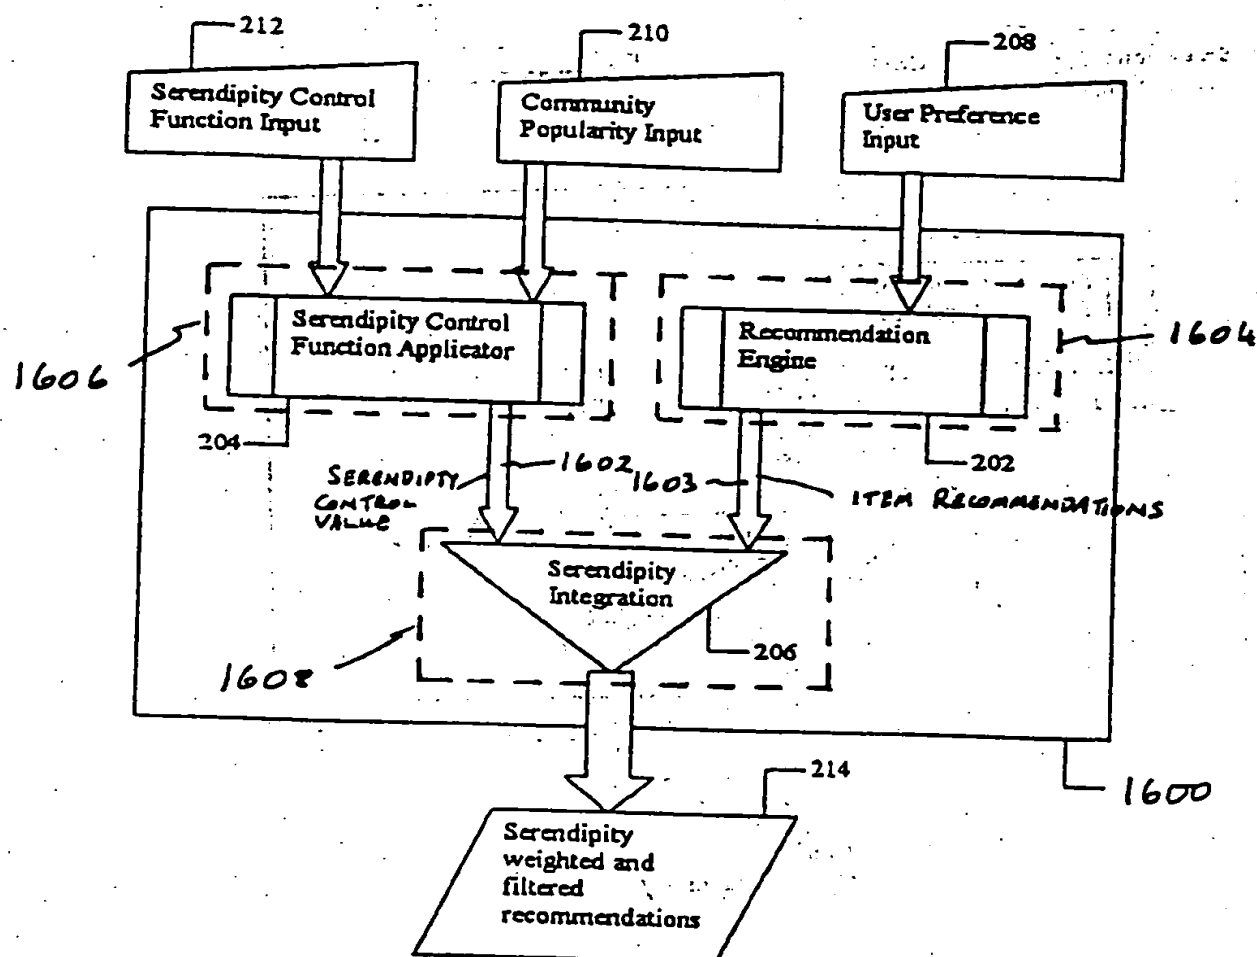 212
210
208
Serendipity Control
Function Input
Community
Popularity Input
User Preference
Input
Serendipity Control
Function Applicator
Recommendation
Engine
1606
1604
204
202
1602
1603
SERENDIPTY
CONTROL
VALUE
ITEM RECOMMENDATIONS
Serendipity
Integration
206
1608
214
1600
Serendipity
weighted and
filtered
recommendations